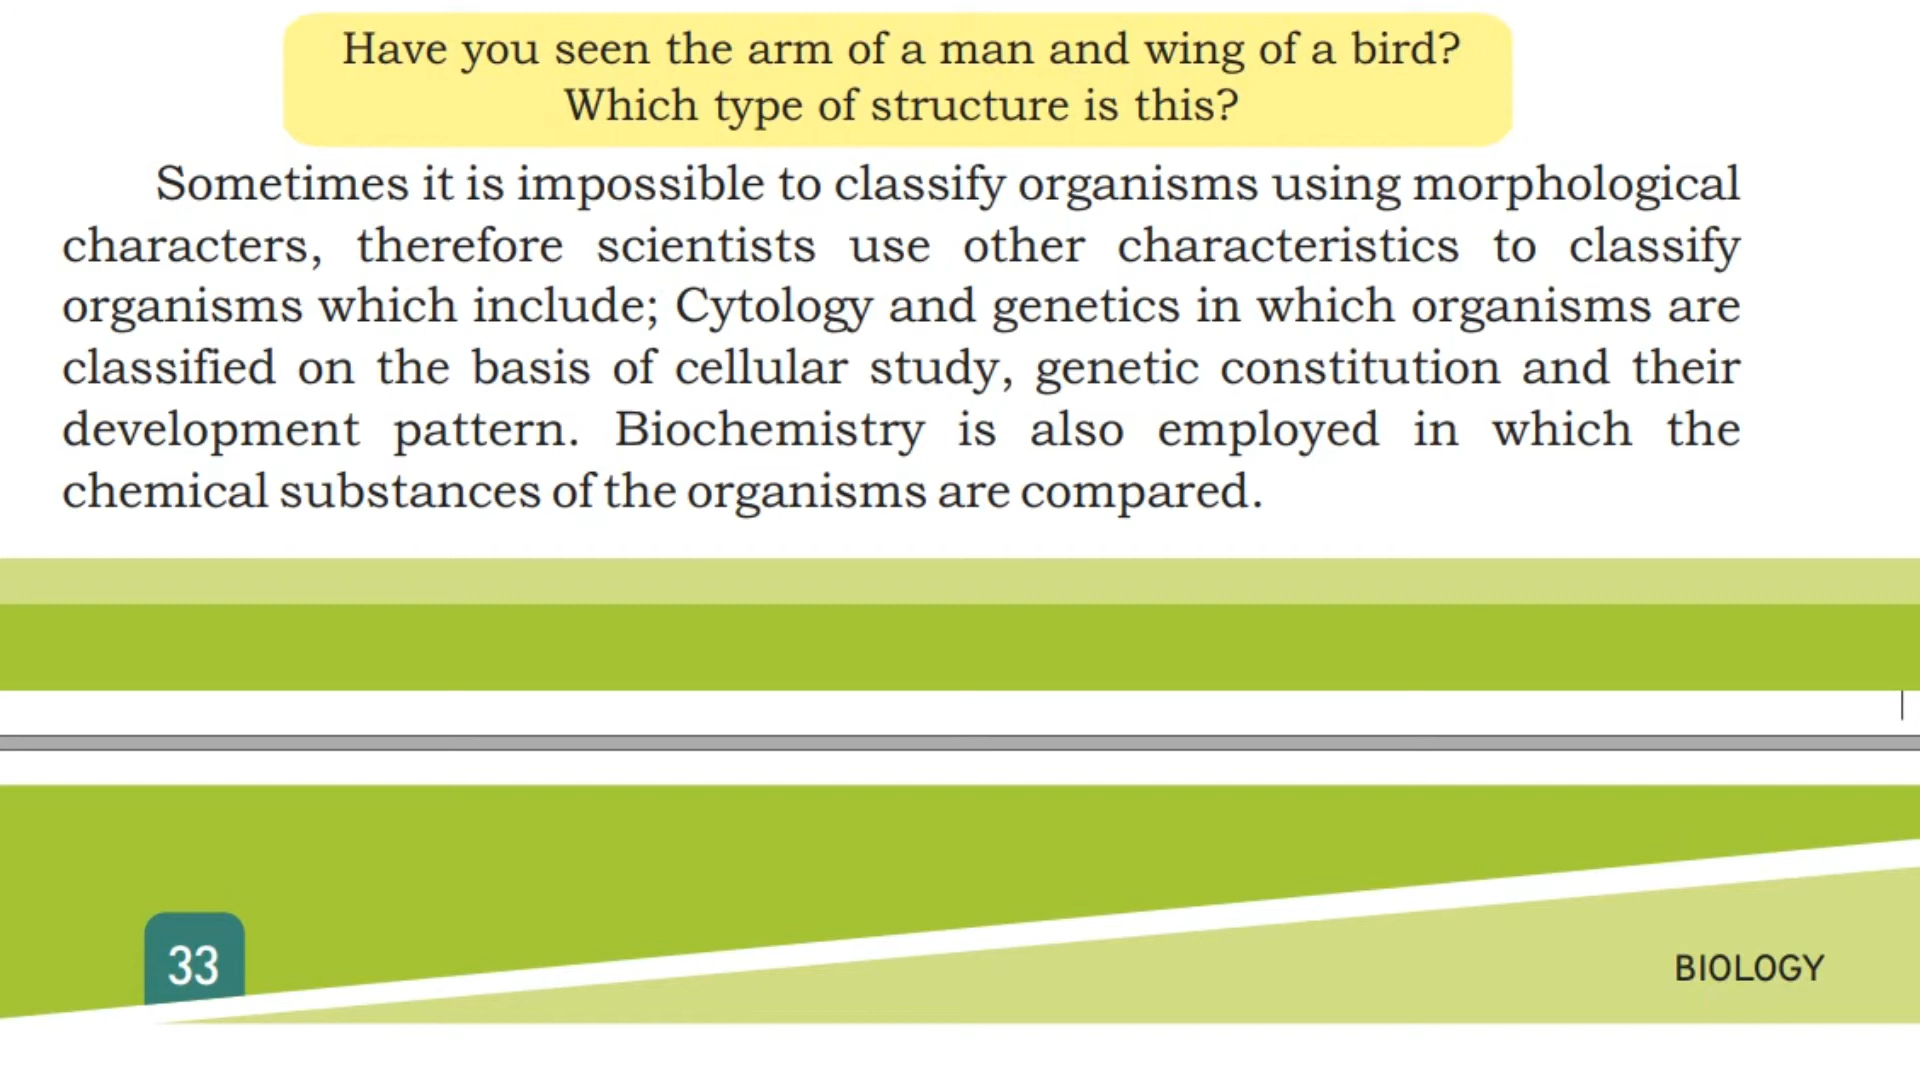 Have you seen the arm of a man and wing of a bird?
Which type of structure is this?
Sometimes it is impossible to classify organisms using morphological
characters, therefore scientists use other characteristics to classify
organisms which include; Cytology and genetics in which organisms are
classified on the basis of cellular study, genetic constitution and their
development pattern. Biochemistry is also employed in which the
chemical substances of the organisms are compared.
33
BIOLOGY